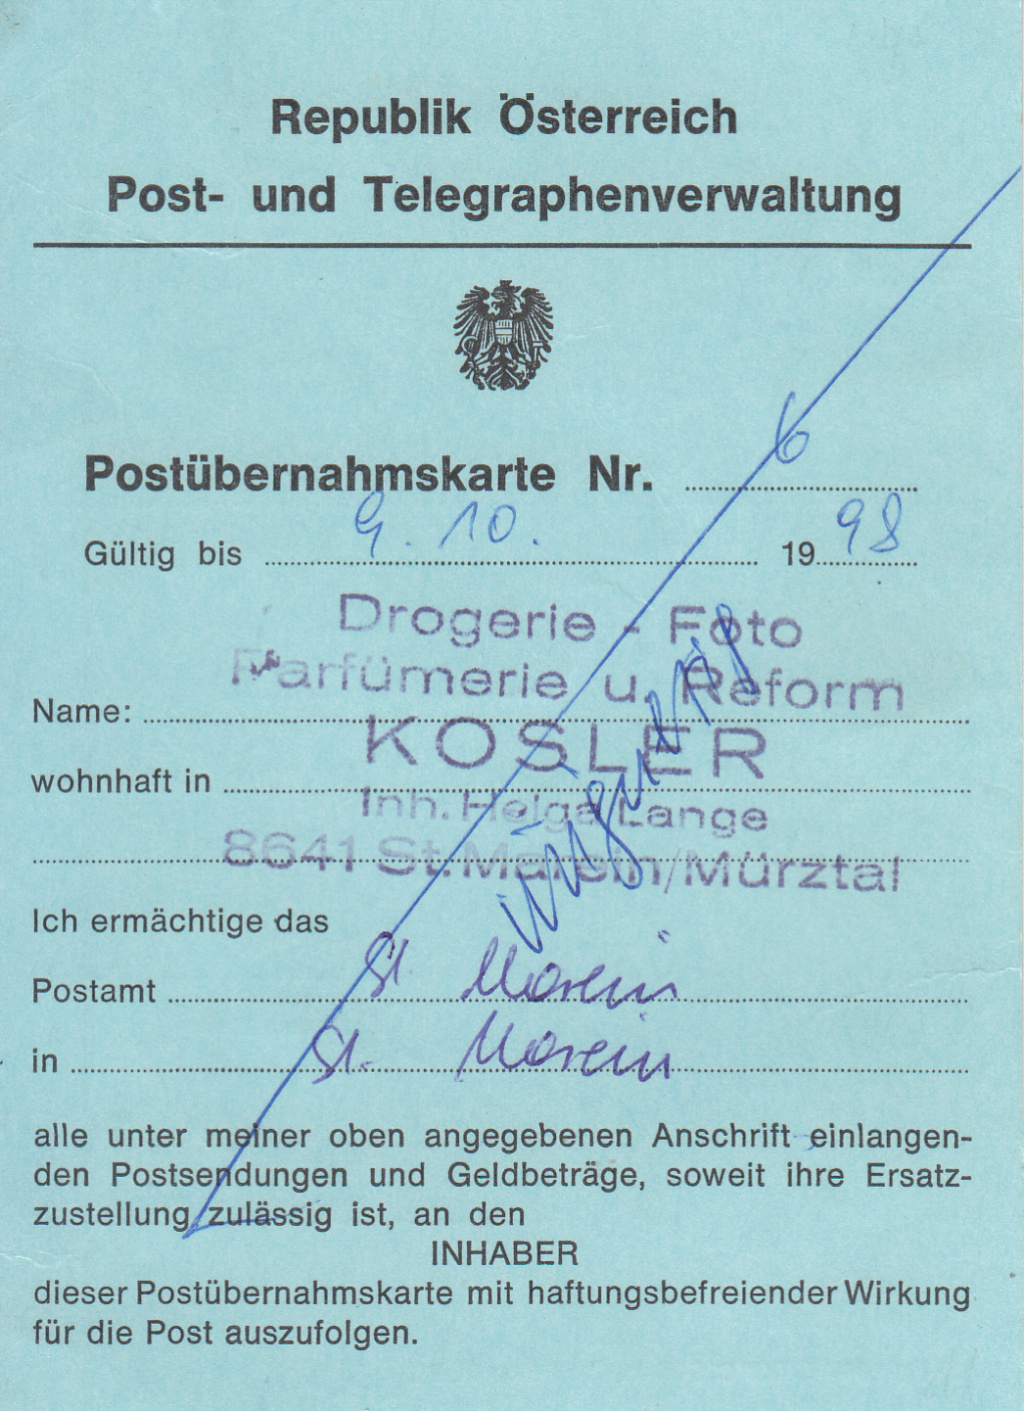 Republik Österreich
Post- und Telegraphenverwaltung
Postübernahmskarte Nr. 6
Gültig bis 9. 10. 1998
Drogerie - Foto
Parfümerie u. Reform
Name:
KOSLER
wohnhaft in
Inh. Helga Lange
8641 St. Marein/Mürztal
ungültig
Ich ermächtige das
Postamt St Marein
in St. Marein
alle unter meiner oben angegebenen Anschrift einlangen-
den Postsendungen und Geldbeträge, soweit ihre Ersatz-
zustellung zulässig ist, an den
INHABER
dieser Postübernahmskarte mit haftungsbefreiender Wirkung
für die Post auszufolgen.